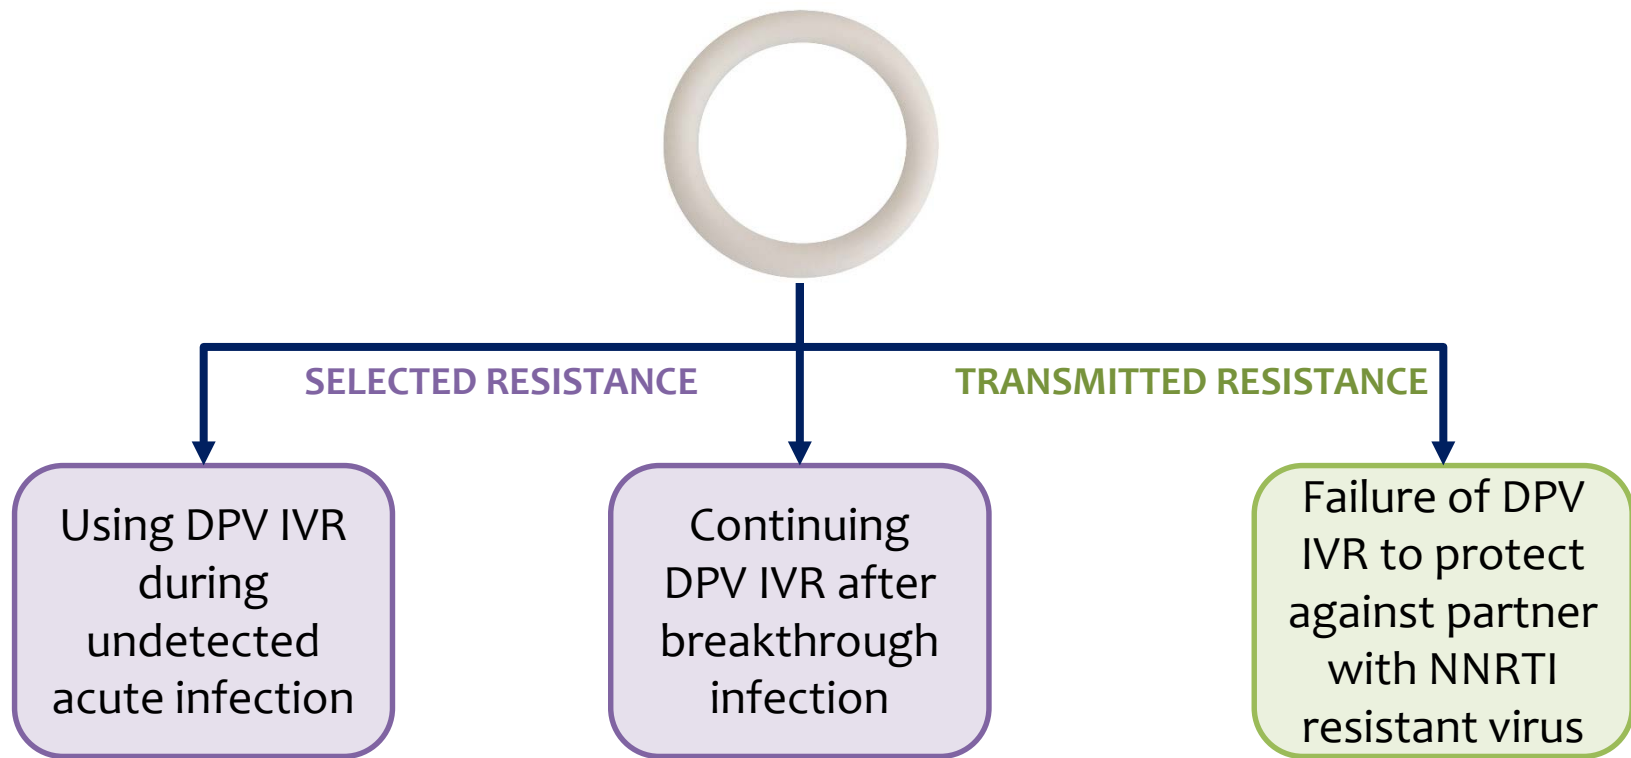 SELECTED RESISTANCE
TRANSMITTED RESISTANCE
Using DPV IVR
during
undetected
acute infection
Continuing
DPV IVR after
breakthrough
infection
Failure of DPV
IVR to protect
against partner
with NNRTI
resistant virus